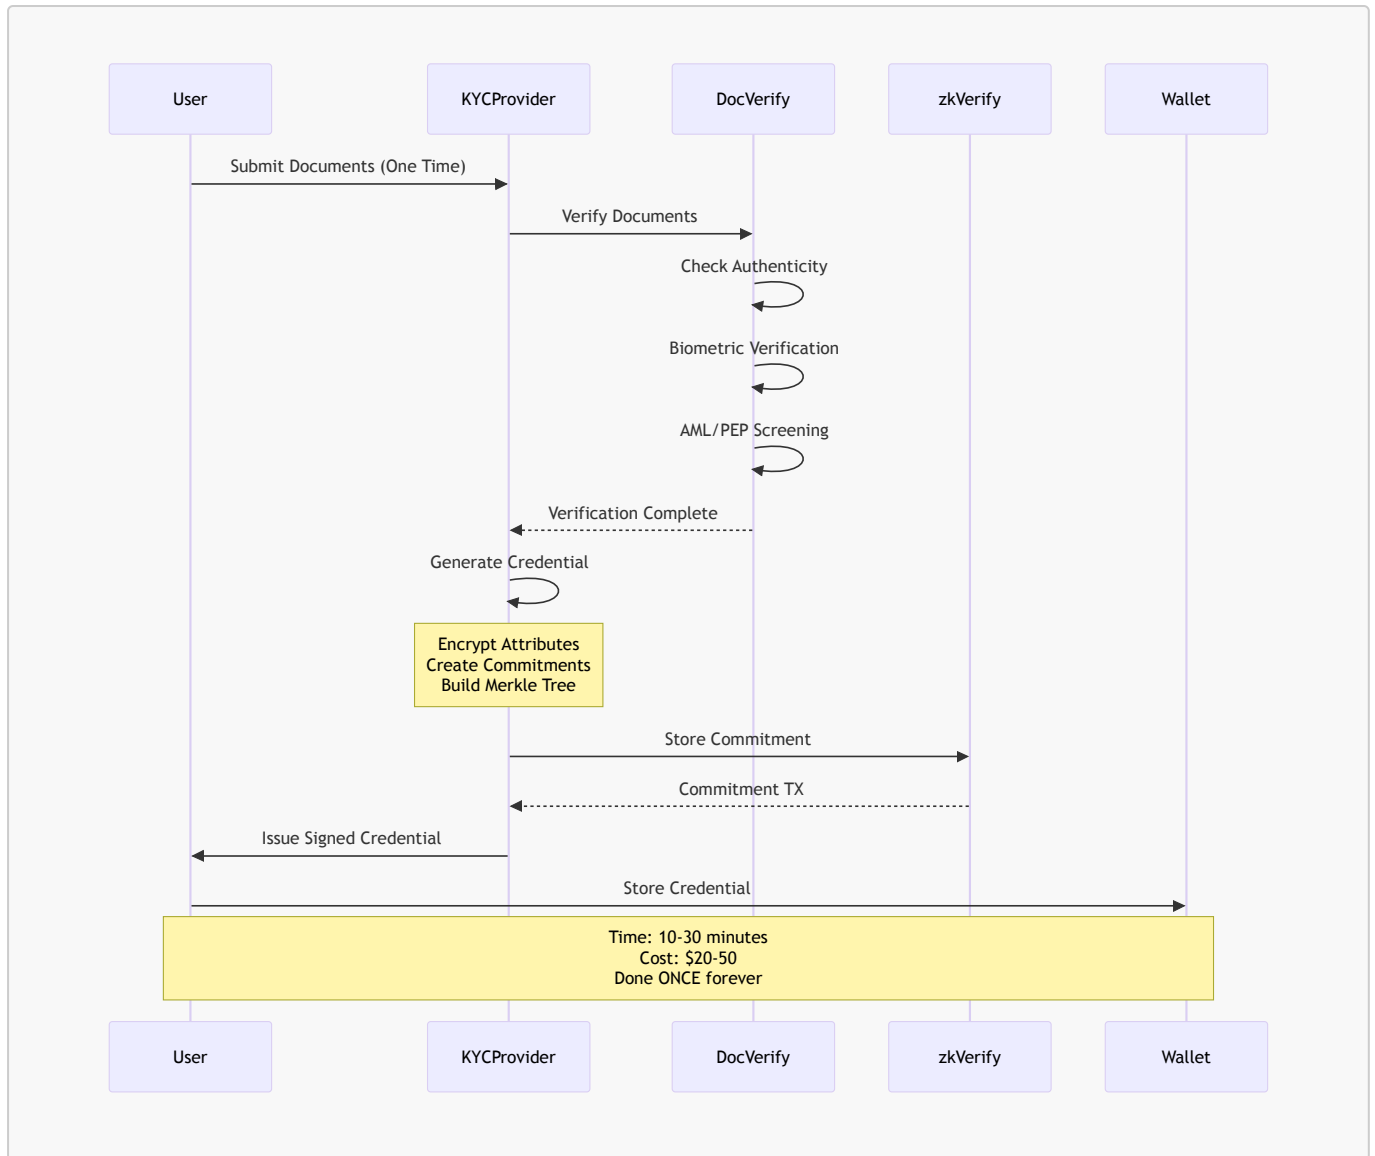 User
KYCProvider
DocVerify
zkVerify
Wallet
Submit Documents (One Time)
Verify Documents
Check Authenticity
Biometric Verification
AML/PEP Screening
Verification Complete
Generate Credential
Encrypt Attributes
Create Commitments
Build Merkle Tree
Store Commitment
Commitment TX
Issue Signed Credential
Store Credential
Time: 10-30 minutes
Cost: $20-50
Done ONCE forever
User
KYCProvider
DocVerify
zkVerify
Wallet